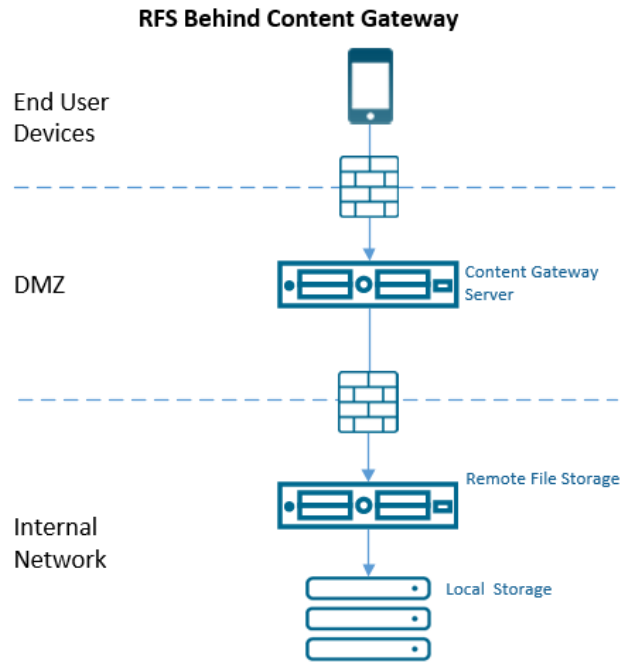 RFS Behind Content Gateway
End User
Devices
DMZ
Content Gateway
Server
Remote File Storage
Internal
Network
Local Storage